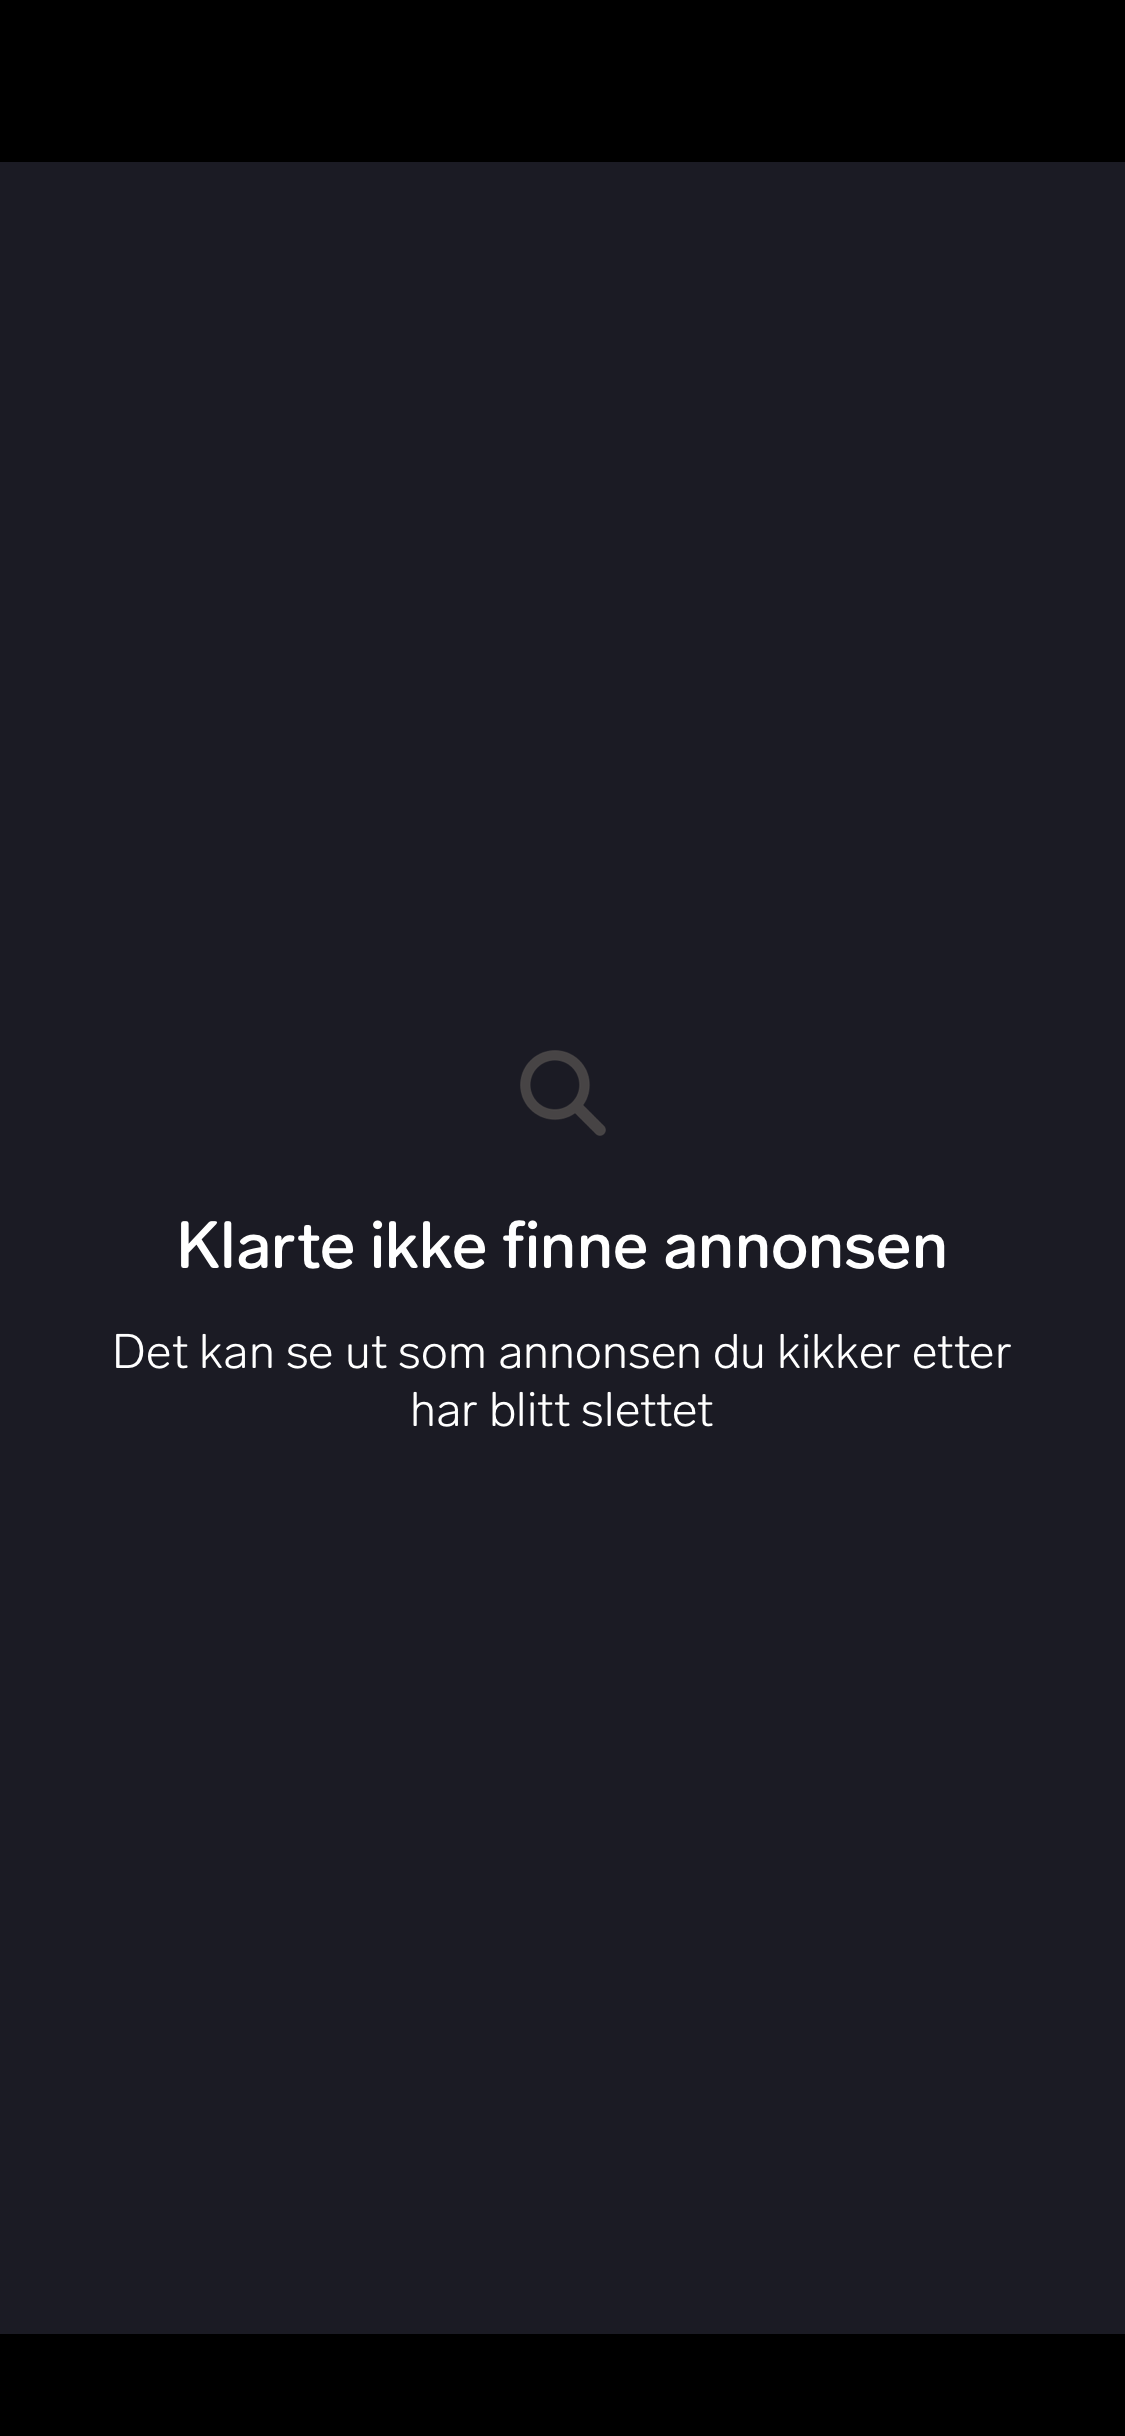 Klarte ikke finne annonsen
Det kan se ut som annonsen du kikker etter
har blitt slettet